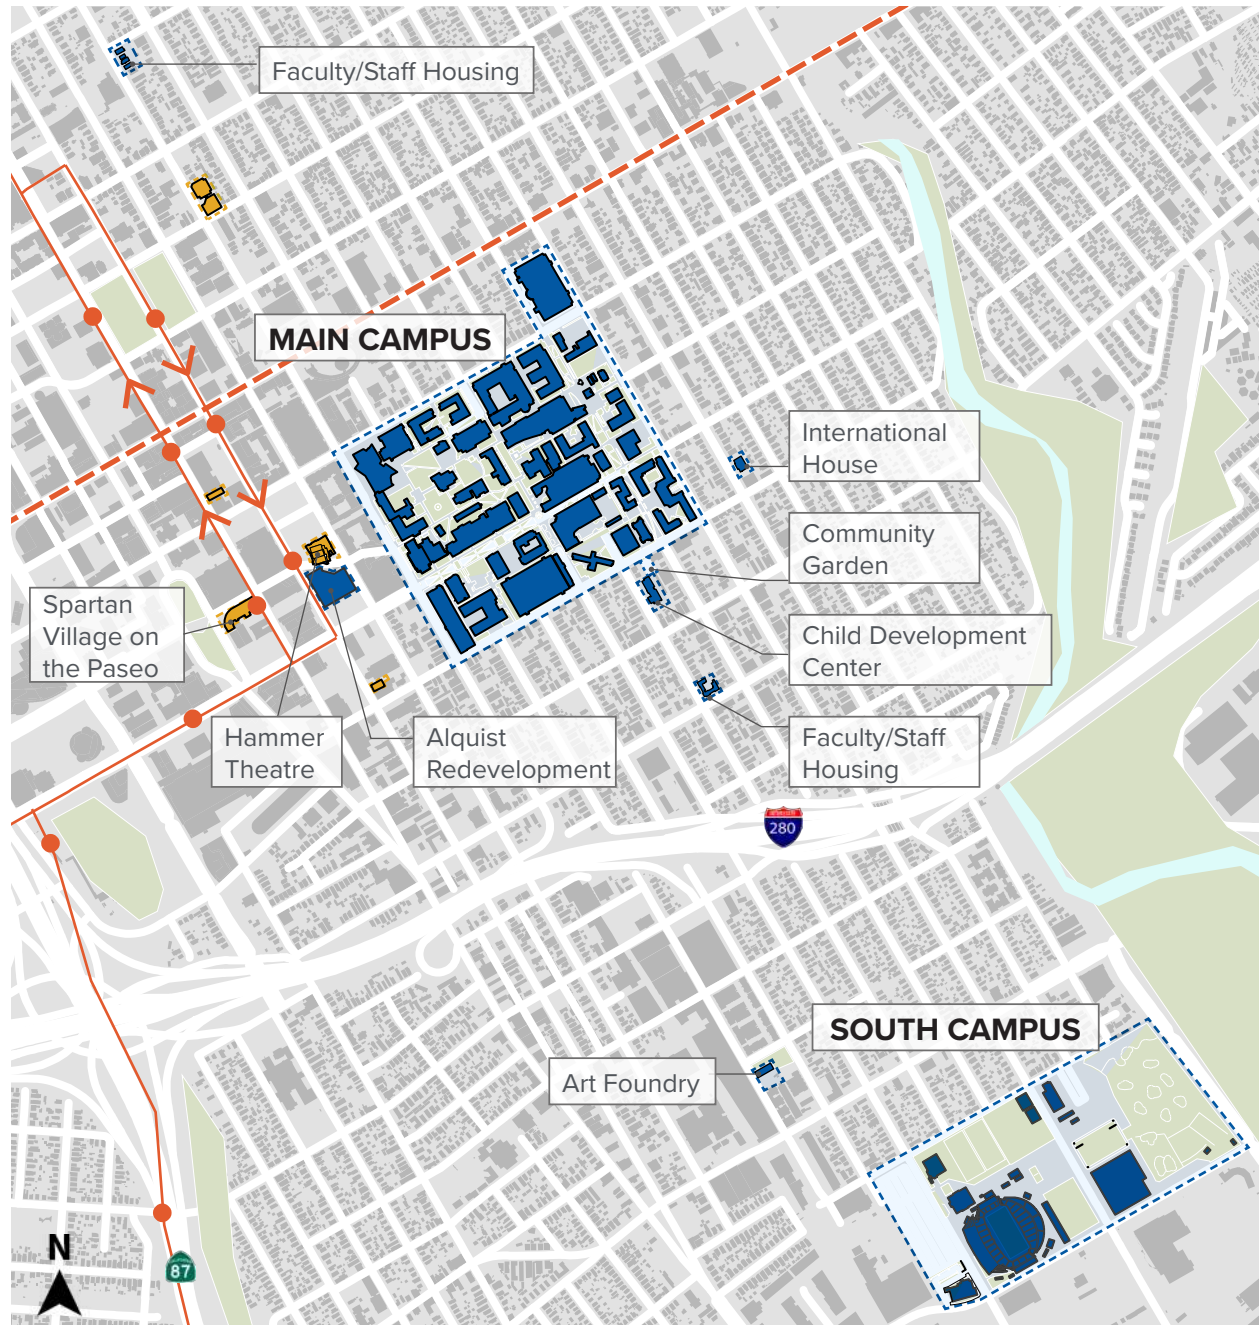 Faculty/Staff Housing
MAIN CAMPUS
International
House
Community
Garden
Spartan
Village on
the Paseo
Child Development
Center
Hammer
Theatre
Alquist
Redevelopment
Faculty/Staff
Housing
280
SOUTH CAMPUS
Art Foundry
N
87